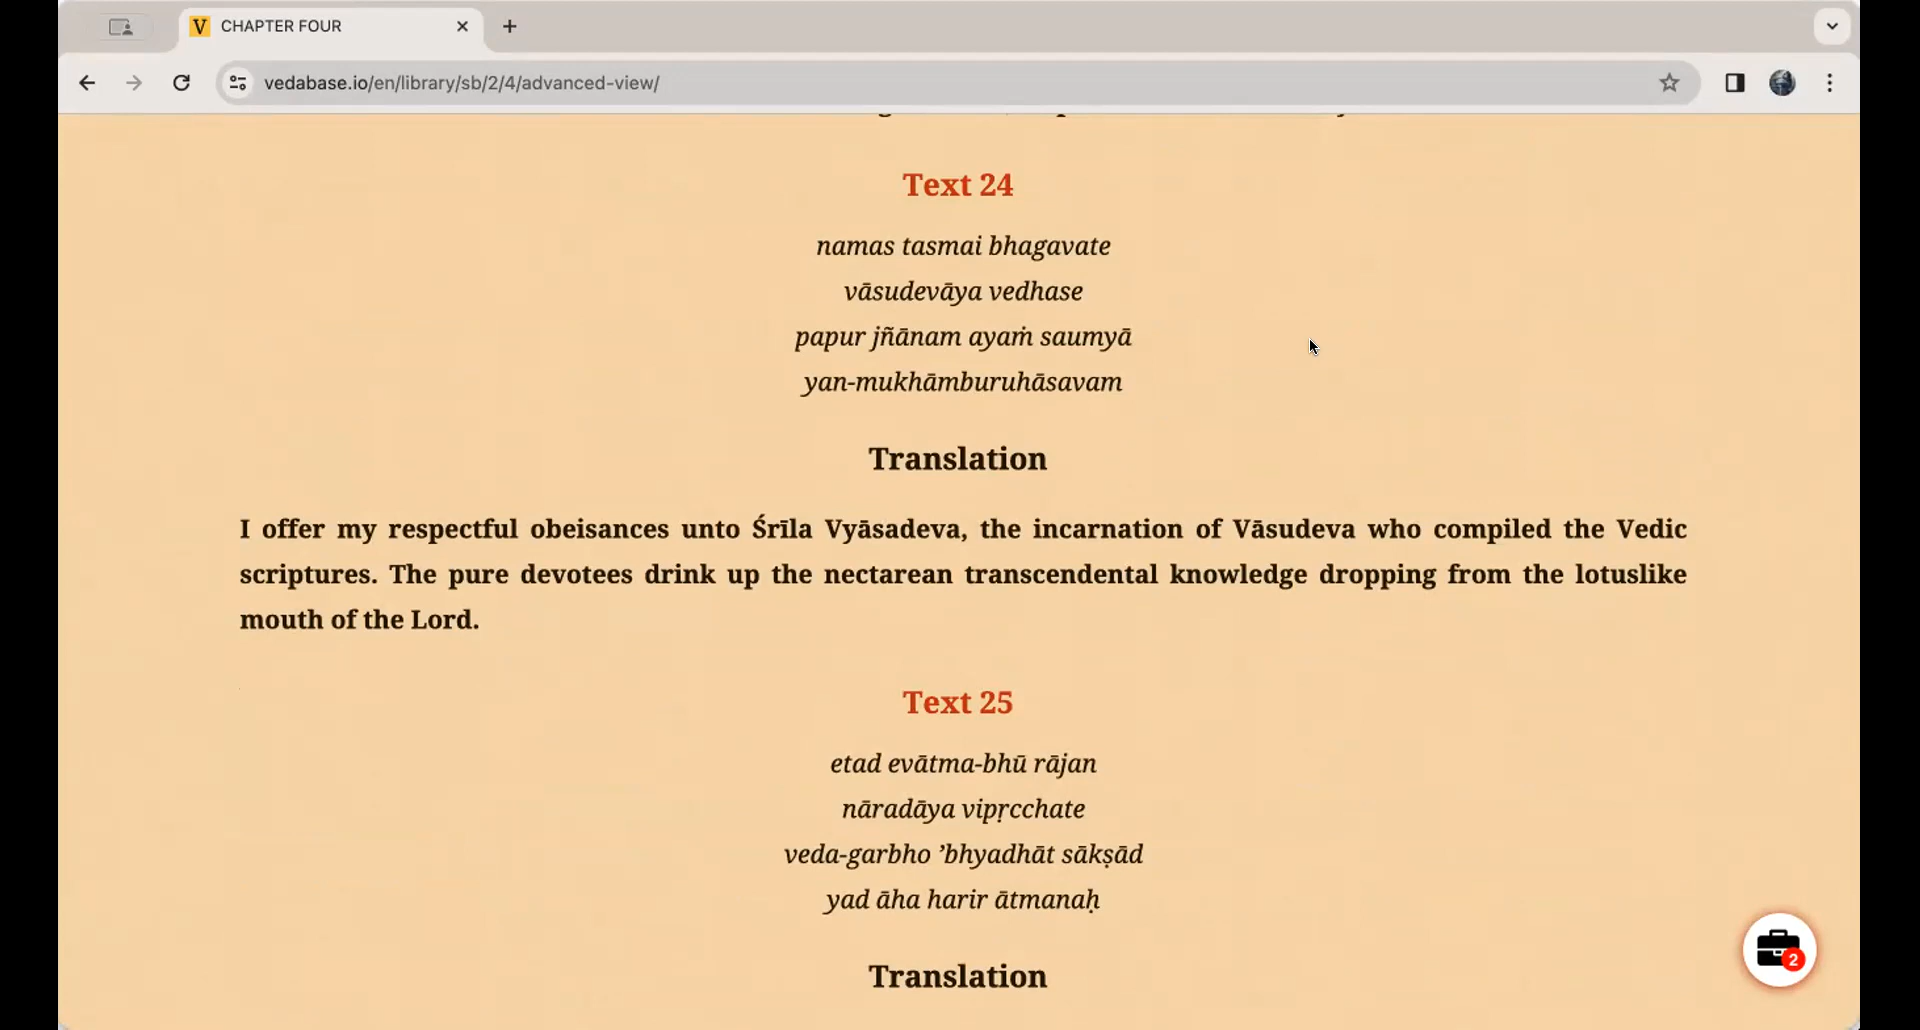 CHAPTER FOUR
vedabase.io/en/library/sb/2/4/advanced-view/
Text 24
namas tasmai bhagavate
vāsudevāya vedhase
papur jñānam ayaṁ saumyā
yan-mukhāmburuhāsavam
Translation
I offer my respectful obeisances unto Śrīla Vyāsadeva, the incarnation of Vāsudeva who compiled the Vedic
scriptures. The pure devotees drink up the nectarean transcendental knowledge dropping from the lotuslike
mouth of the Lord.
Text 25
etad evātma-bhū rājan
nāradāya vipṛcchate
veda-garbho ’bhyadhāt sākṣād
yad āha harir ātmanaḥ
2
Translation